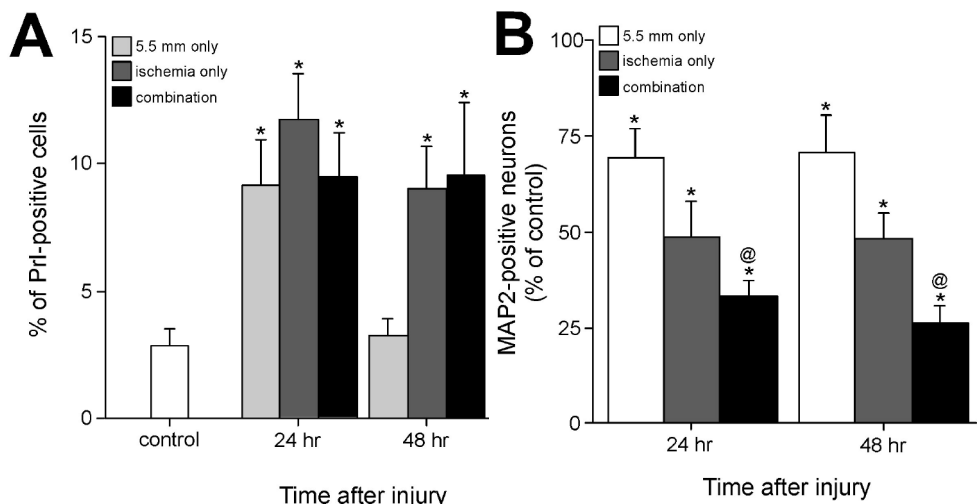 A
15
10
5
0
% of PrI-positive cells
5.5 mm only
ischemia only
combination
* * * * *
control
24 hr
48 hr
Time after injury
B
100
75
50
25
0
MAP2-positive neurons
(% of control)
5.5 mm only
ischemia only
combination
* * @ * * * @ *
24 hr
48 hr
Time after injury